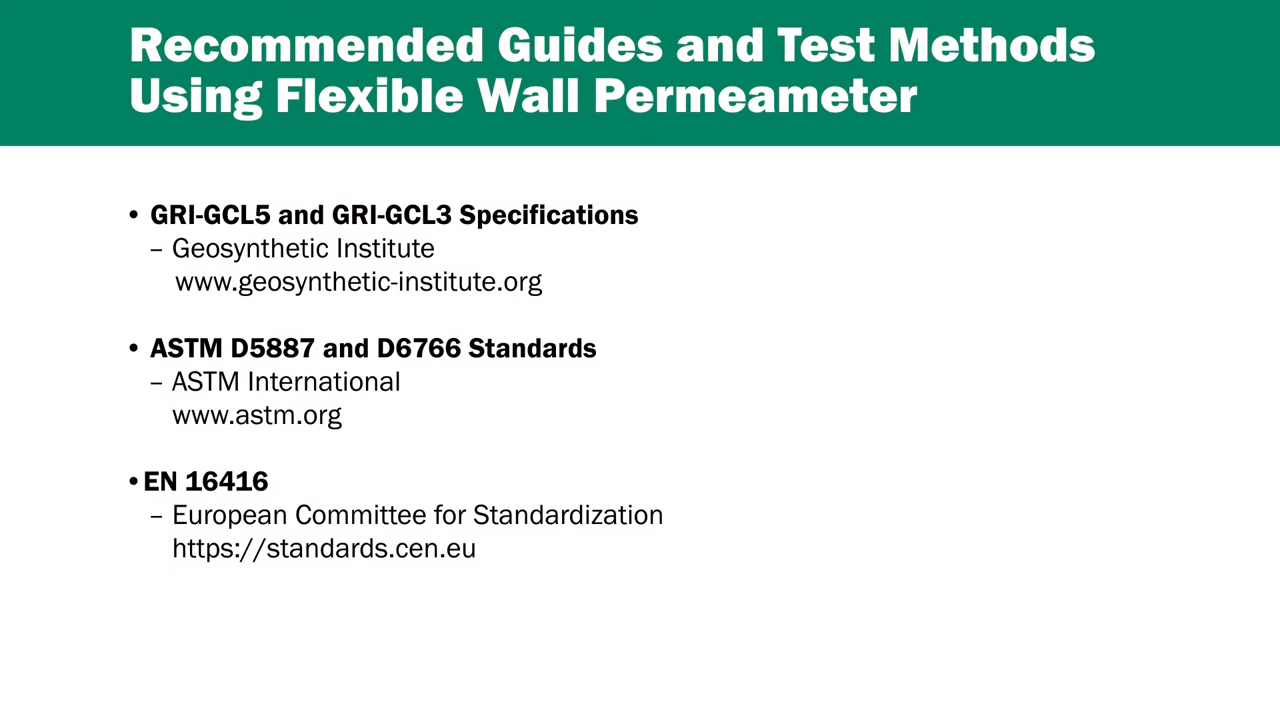 Recommended Guides and Test Methods
Using Flexible Wall Permeameter
• GRI-GCL5 and GRI-GCL3 Specifications
– Geosynthetic Institute
www.geosynthetic-institute.org
• ASTM D5887 and D6766 Standards
– ASTM International
www.astm.org
•EN 16416
– European Committee for Standardization
https://standards.cen.eu